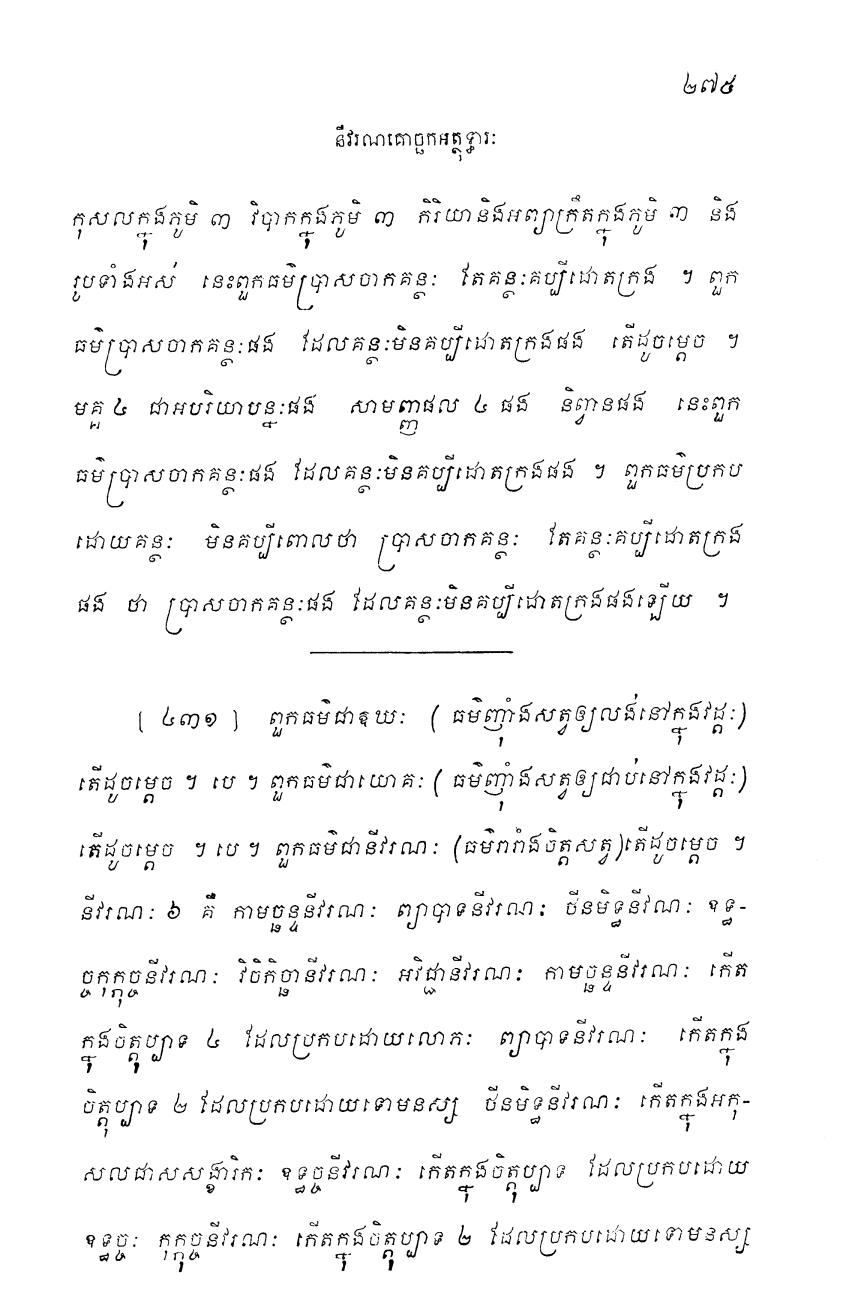 ២៧៥
នីវរណគោច្ឆកអត្ថុទ្ធារៈ
កុសលក្នុងភូមិ ៣ វិបាកក្នុងភូមិ ៣ កិរិយានិងអព្យាក្រឹតក្នុងភូមិ ៣ និង
រូបទាំងអស់ នេះពួកធម៌ប្រាសចាកគន្ថៈ តែគន្ថៈគប្បីដោតក្រង ។ ពួក
ធម៌ប្រាសចាកគន្ថៈផង ដែលគន្ថៈមិនគប្បីដោតក្រងផង តើដូចម្តេច ។
មគ្គ ៤ ជាអបរិយាបន្នៈផង សាមញ្ញផល ៤ ផង និព្វានផង នេះពួក
ធម៌ប្រាសចាកគន្ថៈផង ដែលគន្ថៈមិនគប្បីដោតក្រងផង ។ ពួកធម៌ប្រកប
ដោយគន្ថៈ មិនគប្បីពោលថា ប្រាសចាកគន្ថៈ តែគន្ថៈគប្បីដោតក្រង
ផង ថា ប្រាសចាកគន្ថៈផង ដែលគន្ថៈមិនគប្បីដោតក្រងផងឡើយ ។
[ ៤៣១ ] ពួកធម៌ជាឱឃៈ ( ធម៌ញុំាងសត្វឲ្យលង់នៅក្នុងវដ្តៈ)
តើដូចម្តេច ។ បេ ។ ពួកធម៌ជាយោគៈ ( ធម៌ញុំាងសត្វឲ្យជាប់នៅក្នុងវដ្តៈ)
តើដូចម្តេច ។ បេ ។ ពួកធម៌ជានីវរណៈ (ធម៌រារាំងចិត្តសត្វ)តើដូចម្តេច ។
នីវរណៈ ៦ គឺ កាមច្ឆន្ទនីវរណៈ ព្យាបាទនីវរណៈ ថីនមិទ្ធនីវណៈ ឧទ្ធ-
ច្ចកុក្កុច្ចនីវរណៈ វិចិកិច្ឆានីវរណៈ អវិជ្ជានីវរណៈ កាមច្ឆន្ទនីវរណៈ កើត
ក្នុងចិត្តុប្បាទ ៤ ដែលប្រកបដោយលោភៈ ព្យាបាទនីវរណៈ កើតក្នុង
ចិត្តុប្បាទ ២ ដែលប្រកបដោយទោមនស្ស ថីនមិទ្ធនីវរណៈ កើតក្នុងអកុ-
សលជាសសង្ខារិកៈ ឧទ្ធច្ចនីវរណៈ កើតក្នុងចិត្តុប្បាទ ដែលប្រកបដោយ
ឧទ្ធច្ចៈ កុក្កុច្ចនីវរណៈ កើតក្នុងចិត្តុប្បាទ ២ ដែលប្រកបដោយទោមនស្ស